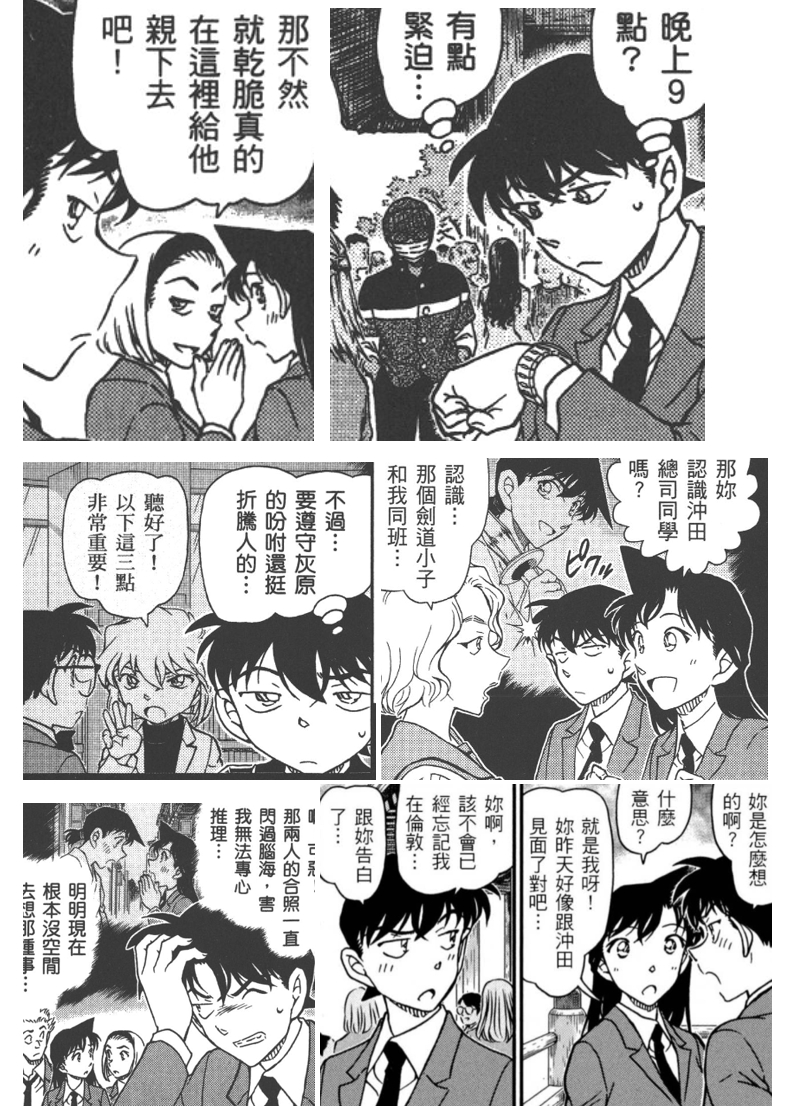 晚上9
點？
有點
緊迫…
那不然
就乾脆真的
在這裡給他
親下去
吧！
那妳
認識沖田
總司同學
嗎？
認識…
那個劍道小子
和我同班…
ピクッ
不過…
要遵守灰原
的吩咐還挺
折騰人的…
聽好了！
以下這三點
非常重要！
妳是怎麼想
的啊？
什麼
意思？
就是我呀！
妳昨天好像跟沖田
見面了對吧…
妳啊，
該不會已
經忘記我
在倫敦…
跟妳告白
了…
那兩人的合照一直
閃過腦海，害
我無法專心
推理…
明明現在
根本沒空閒
去想那種事…